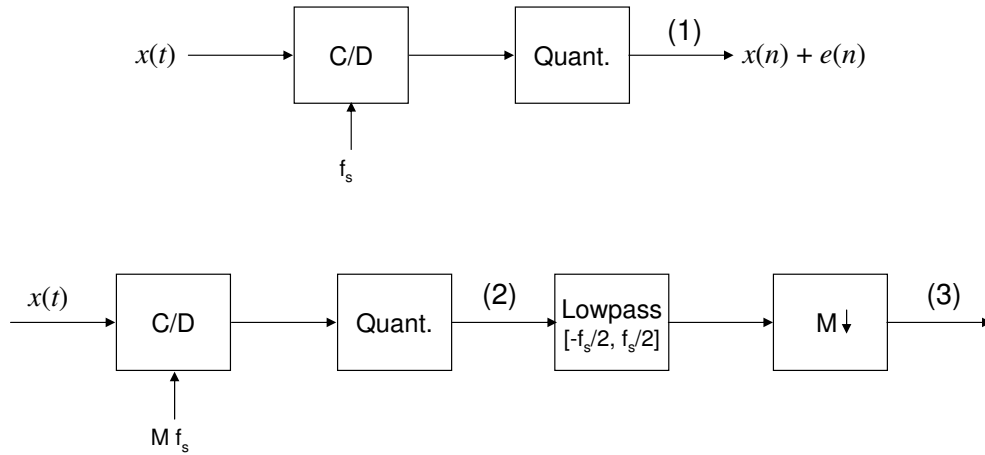 (1)
x(t) C/D Quant. x(n) + e(n)
f_s
x(t) (2) (3)
C/D Quant. Lowpass M↓
[-f_s/2, f_s/2]
M f_s